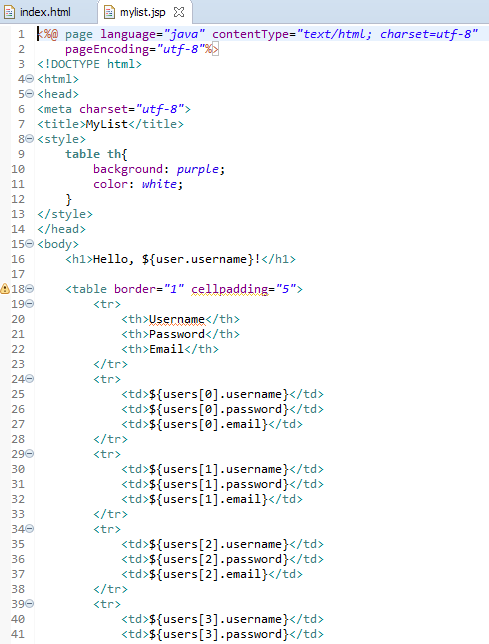 index.html mylist.jsp
1 <%@ page language="java" contentType="text/html; charset=utf-8"
2 pageEncoding="utf-8"%>
3 <!DOCTYPE html>
4 <html>
5 <head>
6 <meta charset="utf-8">
7 <title>MyList</title>
8 <style>
9 table th{
10 background: purple;
11 color: white;
12 }
13 </style>
14 </head>
15 <body>
16 <h1>Hello, ${user.username}!</h1>
17
18 <table border="1" cellpadding="5">
19 <tr>
20 <th>Username</th>
21 <th>Password</th>
22 <th>Email</th>
23 </tr>
24 <tr>
25 <td>${users[0].username}</td>
26 <td>${users[0].password}</td>
27 <td>${users[0].email}</td>
28 </tr>
29 <tr>
30 <td>${users[1].username}</td>
31 <td>${users[1].password}</td>
32 <td>${users[1].email}</td>
33 </tr>
34 <tr>
35 <td>${users[2].username}</td>
36 <td>${users[2].password}</td>
37 <td>${users[2].email}</td>
38 </tr>
39 <tr>
40 <td>${users[3].username}</td>
41 <td>${users[3].password}</td>